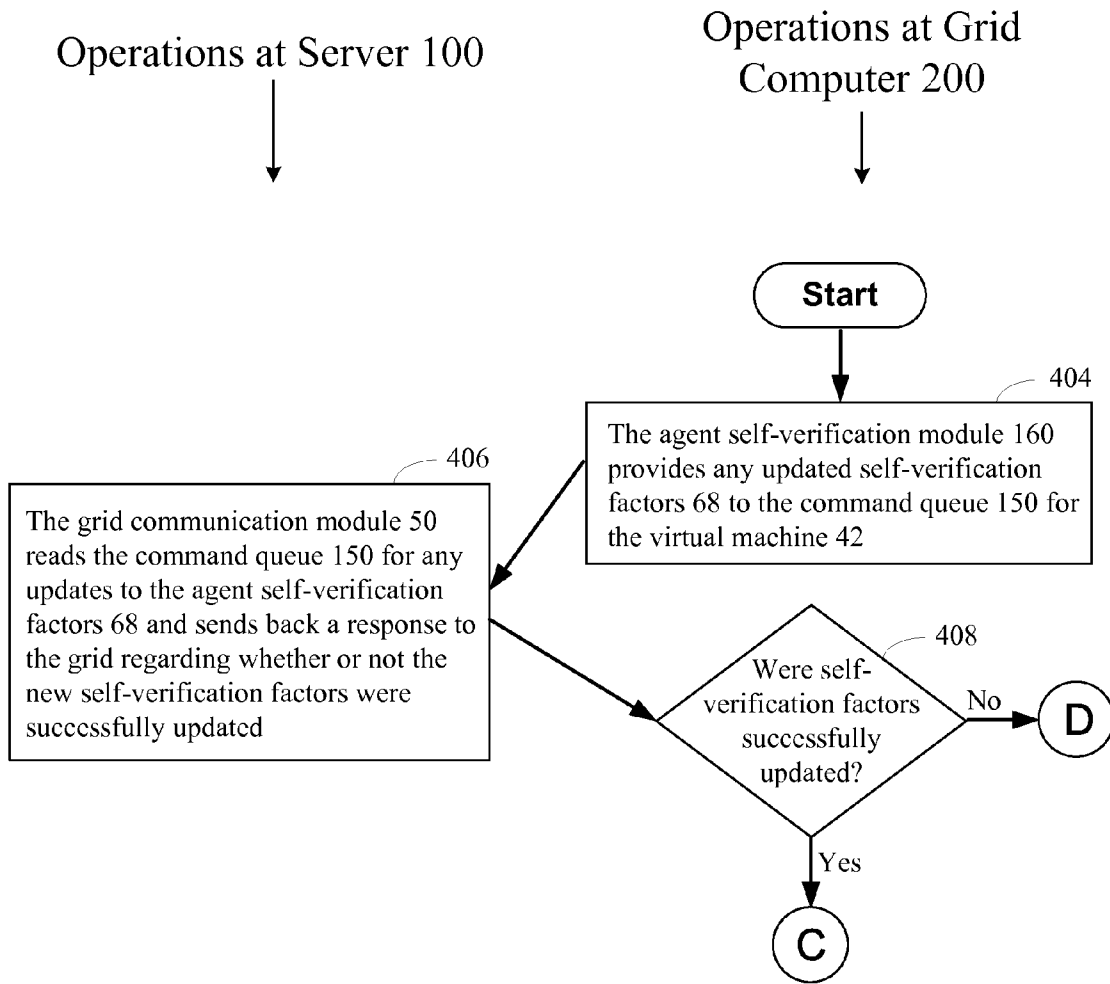 Operations at Server 100
Operations at Grid
Computer 200
Start
404
The agent self-verification module 160
provides any updated self-verification
factors 68 to the command queue 150 for
the virtual machine 42
406
The grid communication module 50
reads the command queue 150 for any
updates to the agent self-verification
factors 68 and sends back a response to
the grid regarding whether or not the
new self-verification factors were
successfully updated
408
Were self-
verification factors
successfully
updated?
No
D
Yes
C